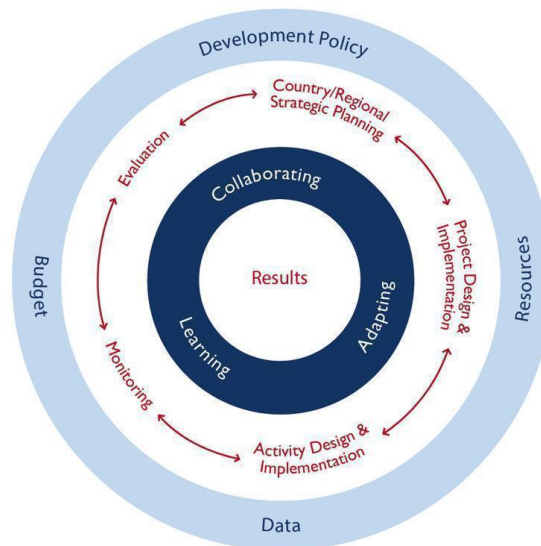 Development Policy
Country/Regional
Strategic Planning
Evaluation
Collaborating
Project Design &
Implementation
Resources
Budget
Results
Adapting
Learning
Monitoring
Activity Design &
Implementation
Data